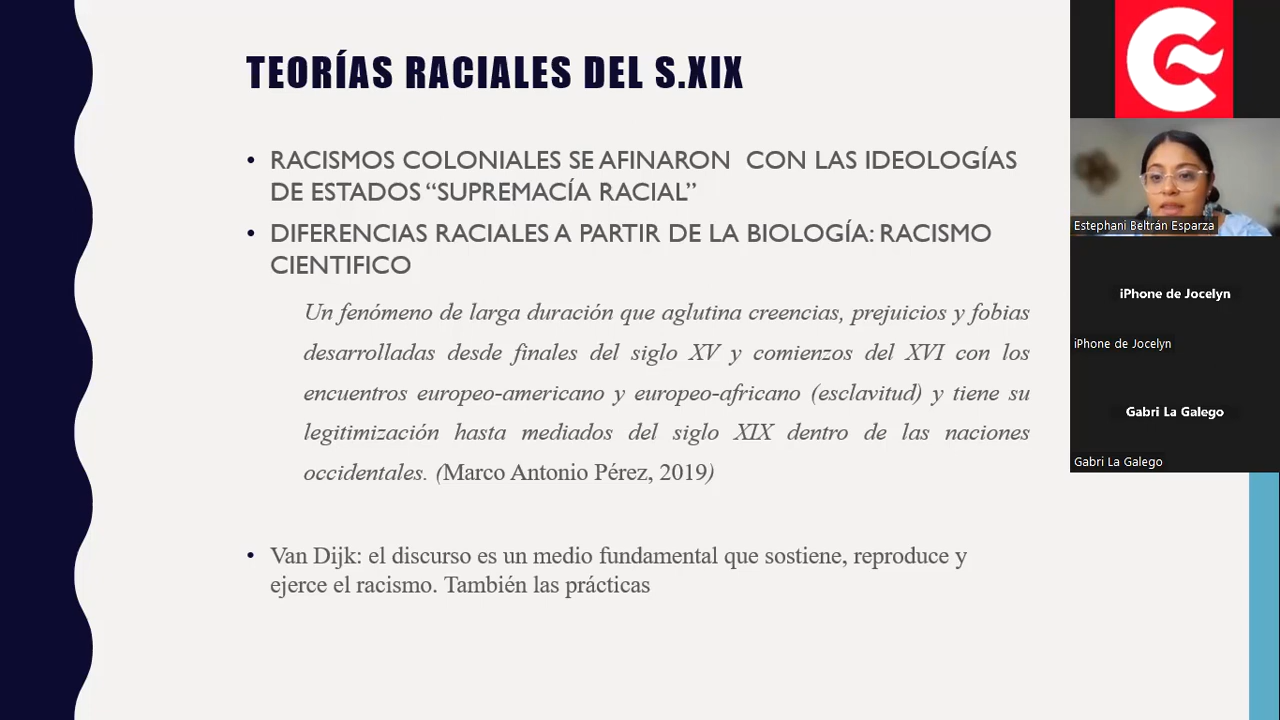 TEORÍAS RACIALES DEL S.XIX
• RACISMOS COLONIALES SE AFINARON CON LAS IDEOLOGÍAS
DE ESTADOS “SUPREMACÍA RACIAL”
• DIFERENCIAS RACIALES A PARTIR DE LA BIOLOGÍA: RACISMO
CIENTIFICO
Un fenómeno de larga duración que aglutina creencias, prejuicios y fobias
desarrolladas desde finales del siglo XV y comienzos del XVI con los
encuentros europeo-americano y europeo-africano (esclavitud) y tiene su
legitimización hasta mediados del siglo XIX dentro de las naciones
occidentales. (Marco Antonio Pérez, 2019)
• Van Dijk: el discurso es un medio fundamental que sostiene, reproduce y
ejerce el racismo. También las prácticas
Estephani Beltrán Esparza
iPhone de Jocelyn
iPhone de Jocelyn
Gabri La Galego
Gabri La Galego